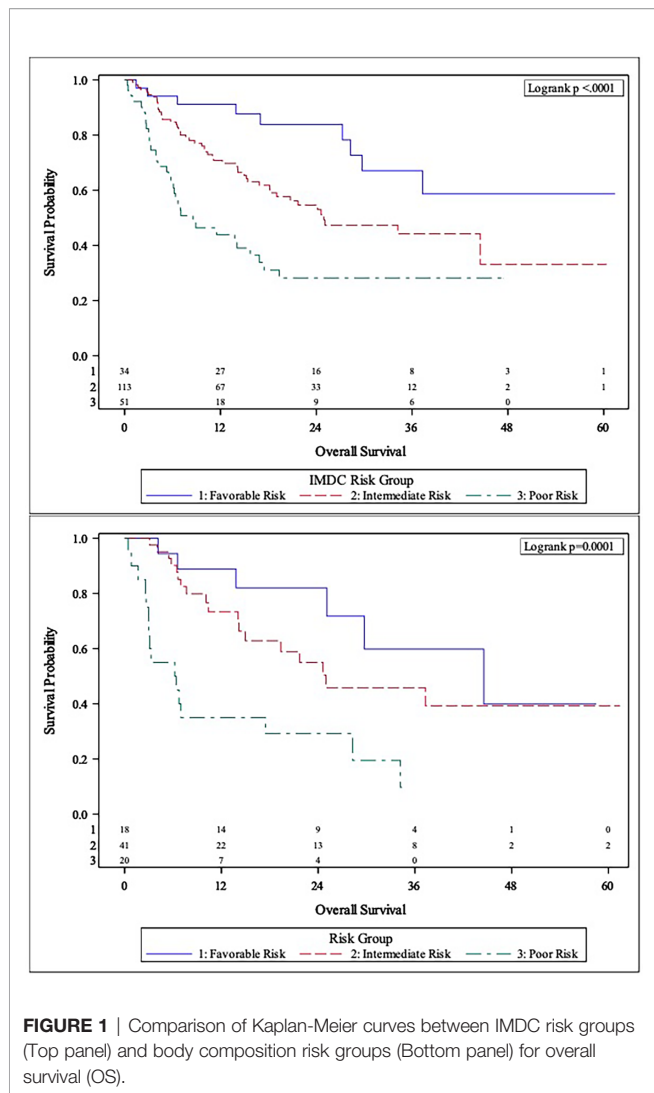 Logrank p <.0001
1.0
0.8
0.6
0.4
0.2
0.0
Survival Probability
1 34 27 16 8 3 1
2 113 67 33 12 2 1
3 51 18 9 6 0
0 12 24 36 48 60
Overall Survival
IMDC Risk Group
1: Favorable Risk 2: Intermediate Risk 3: Poor Risk
Logrank p=0.0001
1.0
0.8
0.6
0.4
0.2
0.0
Survival Probability
1 18 14 9 4 1 0
2 41 22 13 8 2 2
3 20 7 4 0
0 12 24 36 48 60
Overall Survival
Risk Group
1: Favorable Risk 2: Intermediate Risk 3: Poor Risk
FIGURE 1 | Comparison of Kaplan-Meier curves between IMDC risk groups
(Top panel) and body composition risk groups (Bottom panel) for overall
survival (OS).